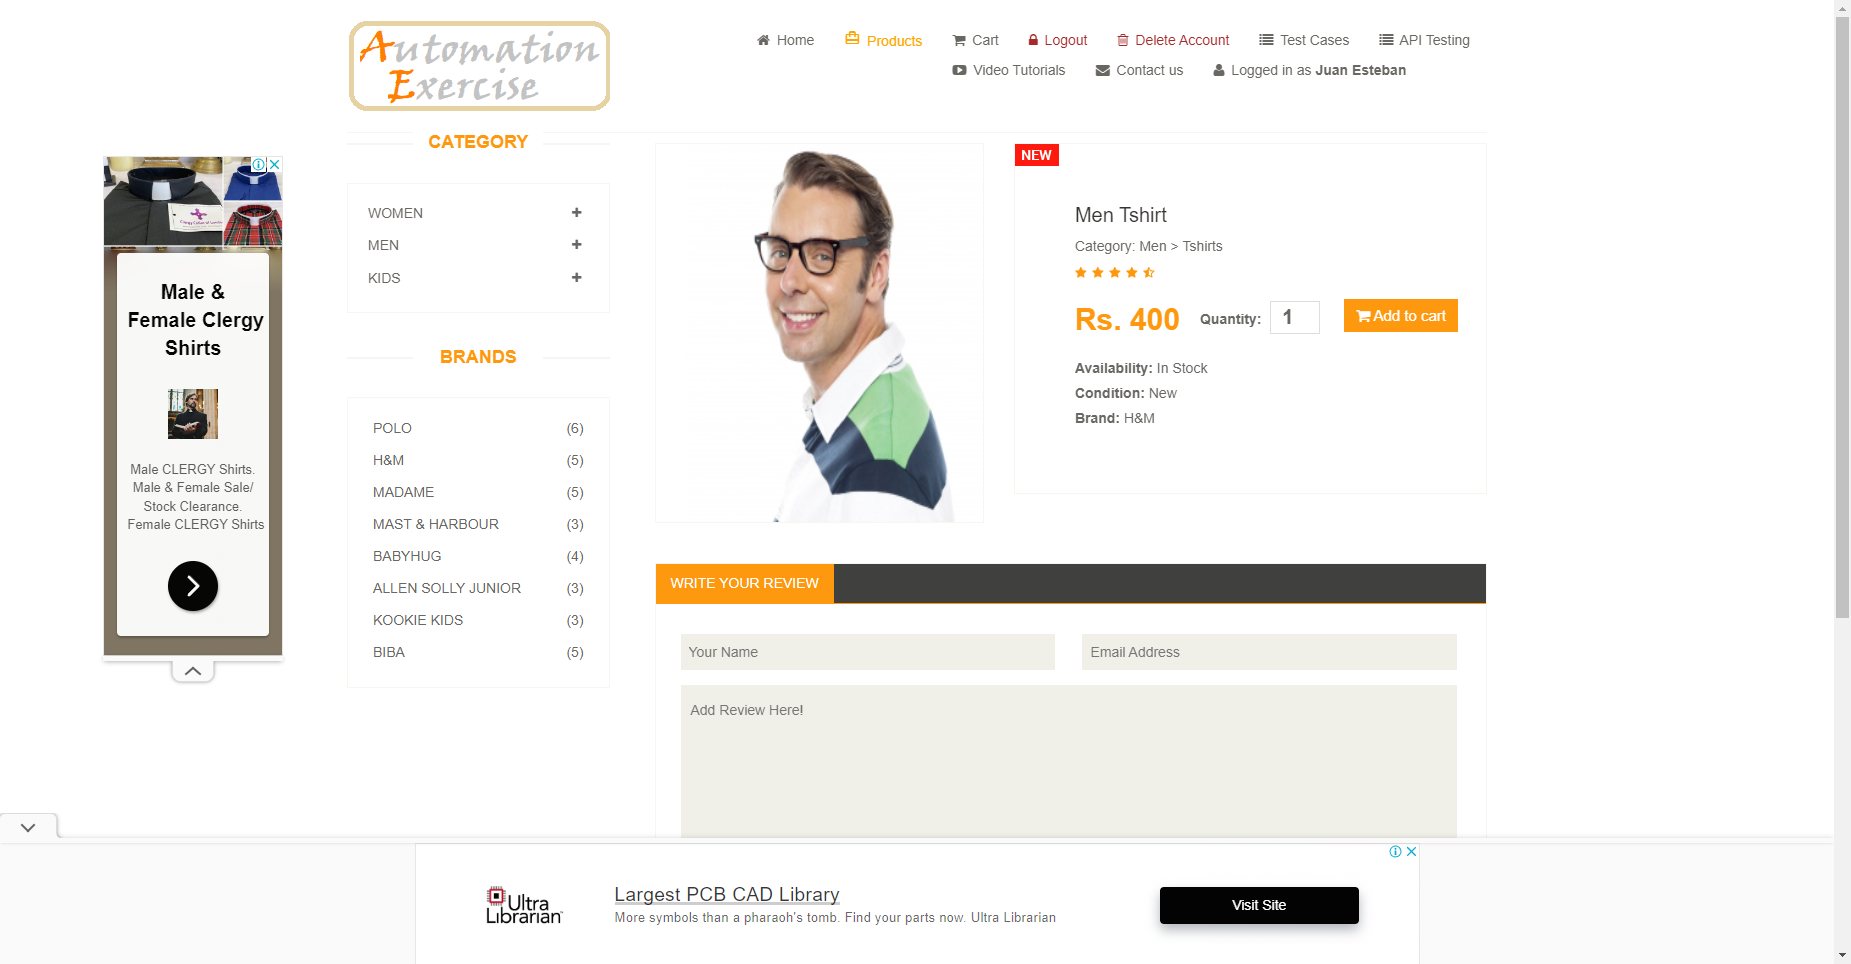 Automation
Exercise
Home
Products
Cart
Logout
Delete Account
Test Cases
API Testing
Video Tutorials
Contact us
Logged in as Juan Esteban
CATEGORY
WOMEN
MEN
KIDS
BRANDS
POLO (6)
H&M (5)
MADAME (5)
MAST & HARBOUR (3)
BABYHUG (4)
ALLEN SOLLY JUNIOR (3)
KOOKIE KIDS (3)
BIBA (5)
Male &
Female Clergy
Shirts
Male CLERGY Shirts.
Male & Female Sale/
Stock Clearance.
Female CLERGY Shirts
NEW
Men Tshirt
Category: Men > Tshirts
Rs. 400
Quantity: 1
Add to cart
Availability: In Stock
Condition: New
Brand: H&M
WRITE YOUR REVIEW
Your Name
Email Address
Add Review Here!
Ultra
Librarian
Largest PCB CAD Library
More symbols than a pharaoh's tomb. Find your parts now. Ultra Librarian
Visit Site